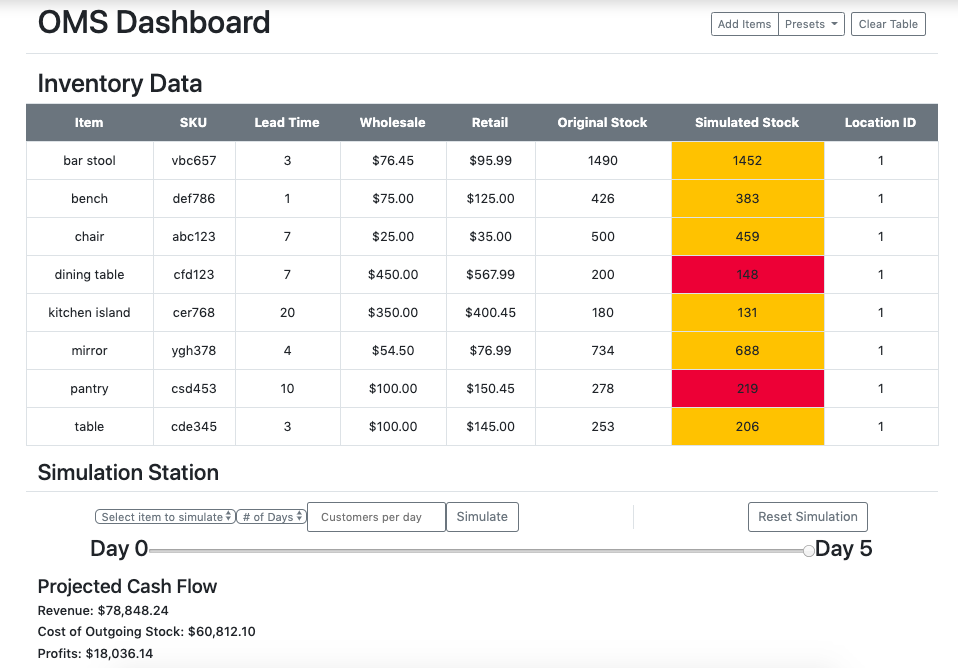 OMS Dashboard
Add Items Presets Clear Table
Inventory Data
Item SKU Lead Time Wholesale Retail Original Stock Simulated Stock Location ID
bar stool vbc657 3 $76.45 $95.99 1490 1452 1
bench def786 1 $75.00 $125.00 426 383 1
chair abc123 7 $25.00 $35.00 500 459 1
dining table cfd123 7 $450.00 $567.99 200 148 1
kitchen island cer768 20 $350.00 $400.45 180 131 1
mirror ygh378 4 $54.50 $76.99 734 688 1
pantry csd453 10 $100.00 $150.45 278 219 1
table cde345 3 $100.00 $145.00 253 206 1
Simulation Station
Select item to simulate # of Days Customers per day Simulate Reset Simulation
Day 0 Day 5
Projected Cash Flow
Revenue: $78,848.24
Cost of Outgoing Stock: $60,812.10
Profits: $18,036.14